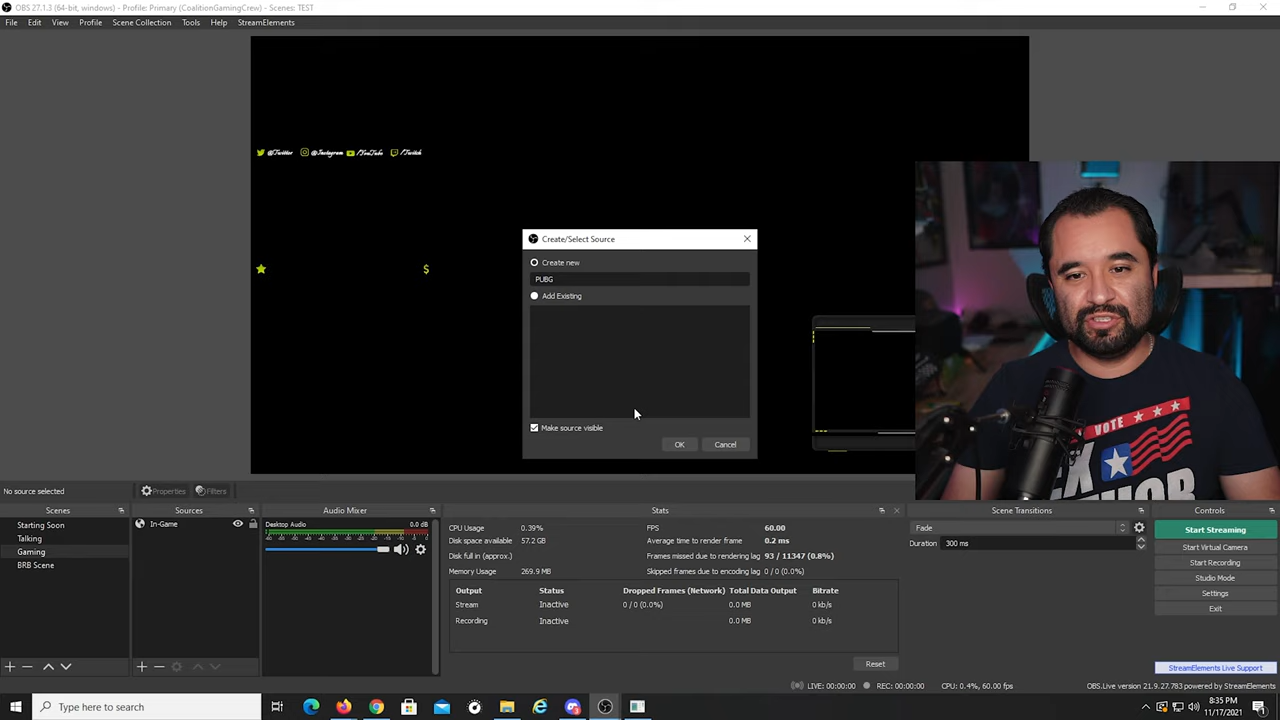 OBS 27.1.3 (64-bit, windows) - Profile: Primary (CoalitionGamingCrew) - Scenes: TEST
File Edit View Profile Scene Collection Tools Help StreamElements
@Twitter @Instagram /YouTube /Twitch
$
Create/Select Source
Create new
PUBG
Add Existing
Make source visible
OK Cancel
VOTE
No source selected Properties Filters
Scenes Sources Audio Mixer Stats Scene Transitions Controls
Starting Soon
Talking
Gaming
BRB Scene
In-Game
Desktop Audio 0.0 dB
CPU Usage 0.39%
Disk space available 57.2 GB
Disk full in (approx.)
Memory Usage 269.9 MB
FPS 60.00
Average time to render frame 0.2 ms
Frames missed due to rendering lag 93 / 11347 (0.8%)
Skipped frames due to encoding lag 0 / 0 (0.0%)
Output Status Dropped Frames (Network) Total Data Output Bitrate
Stream Inactive 0 / 0 (0.0%) 0.0 MB 0 kb/s
Recording Inactive 0.0 MB 0 kb/s
Reset
Fade
Duration 300 ms
Start Streaming
Start Virtual Camera
Start Recording
Studio Mode
Settings
Exit
StreamElements Live Support
LIVE: 00:00:00 REC: 00:00:00 CPU: 0.4%, 60.00 fps
OBS.Live version 21.9.27.783 powered by StreamElements
Type here to search
8:35 PM
11/17/2021